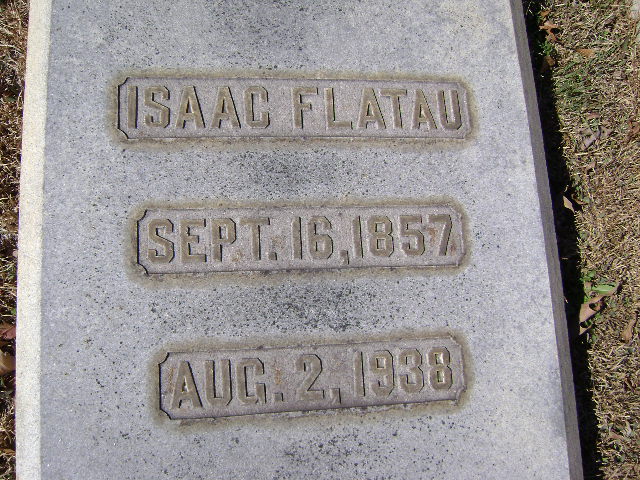 ISAAC FLATAU
SEPT. 16, 1857
AUG. 2, 1938